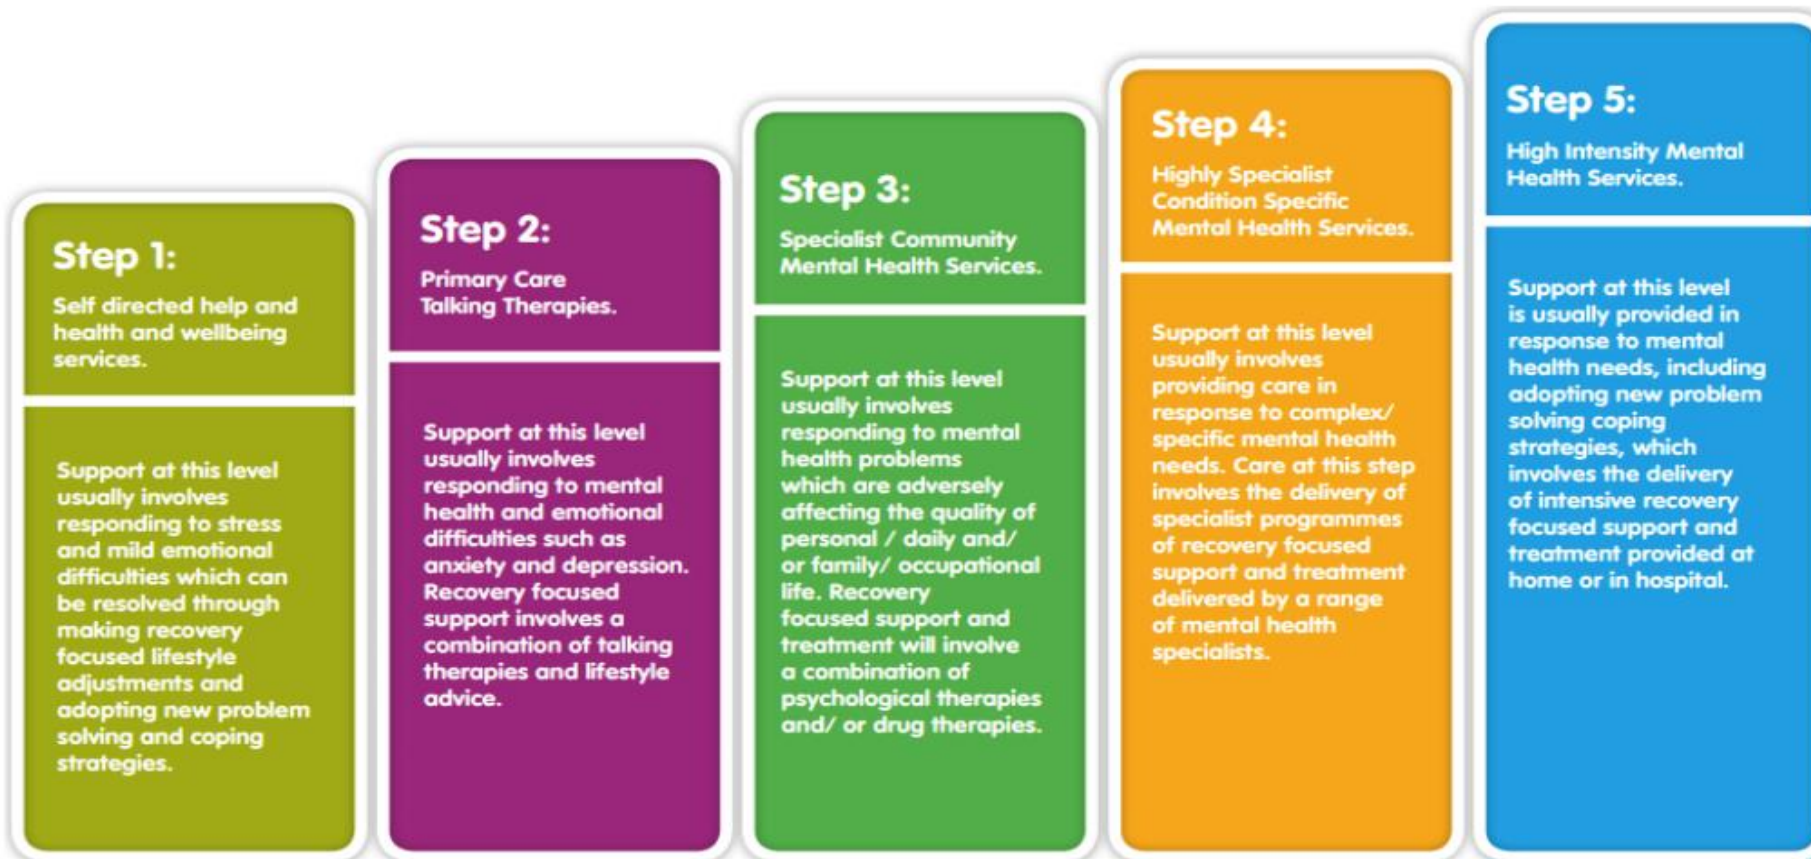 Step 1:
Self directed help and
health and wellbeing
services.
Support at this level
usually involves
responding to stress
and mild emotional
difficulties which can
be resolved through
making recovery
focused lifestyle
adjustments and
adopting new problem
solving and coping
strategies.
Step 2:
Primary Care
Talking Therapies.
Support at this level
usually involves
responding to mental
health and emotional
difficulties such as
anxiety and depression.
Recovery focused
support involves a
combination of talking
therapies and lifestyle
advice.
Step 3:
Specialist Community
Mental Health Services.
Support at this level
usually involves
responding to mental
health problems
which are adversely
affecting the quality of
personal / daily and/
or family/ occupational
life. Recovery
focused support and
treatment will involve
a combination of
psychological therapies
and/ or drug therapies.
Step 4:
Highly Specialist
Condition Specific
Mental Health Services.
Support at this level
usually involves
providing care in
response to complex/
specific mental health
needs. Care at this step
involves the delivery of
specialist programmes
of recovery focused
support and treatment
delivered by a range
of mental health
specialists.
Step 5:
High Intensity Mental
Health Services.
Support at this level
is usually provided in
response to mental
health needs, including
adopting new problem
solving coping
strategies, which
involves the delivery
of intensive recovery
focused support and
treatment provided at
home or in hospital.